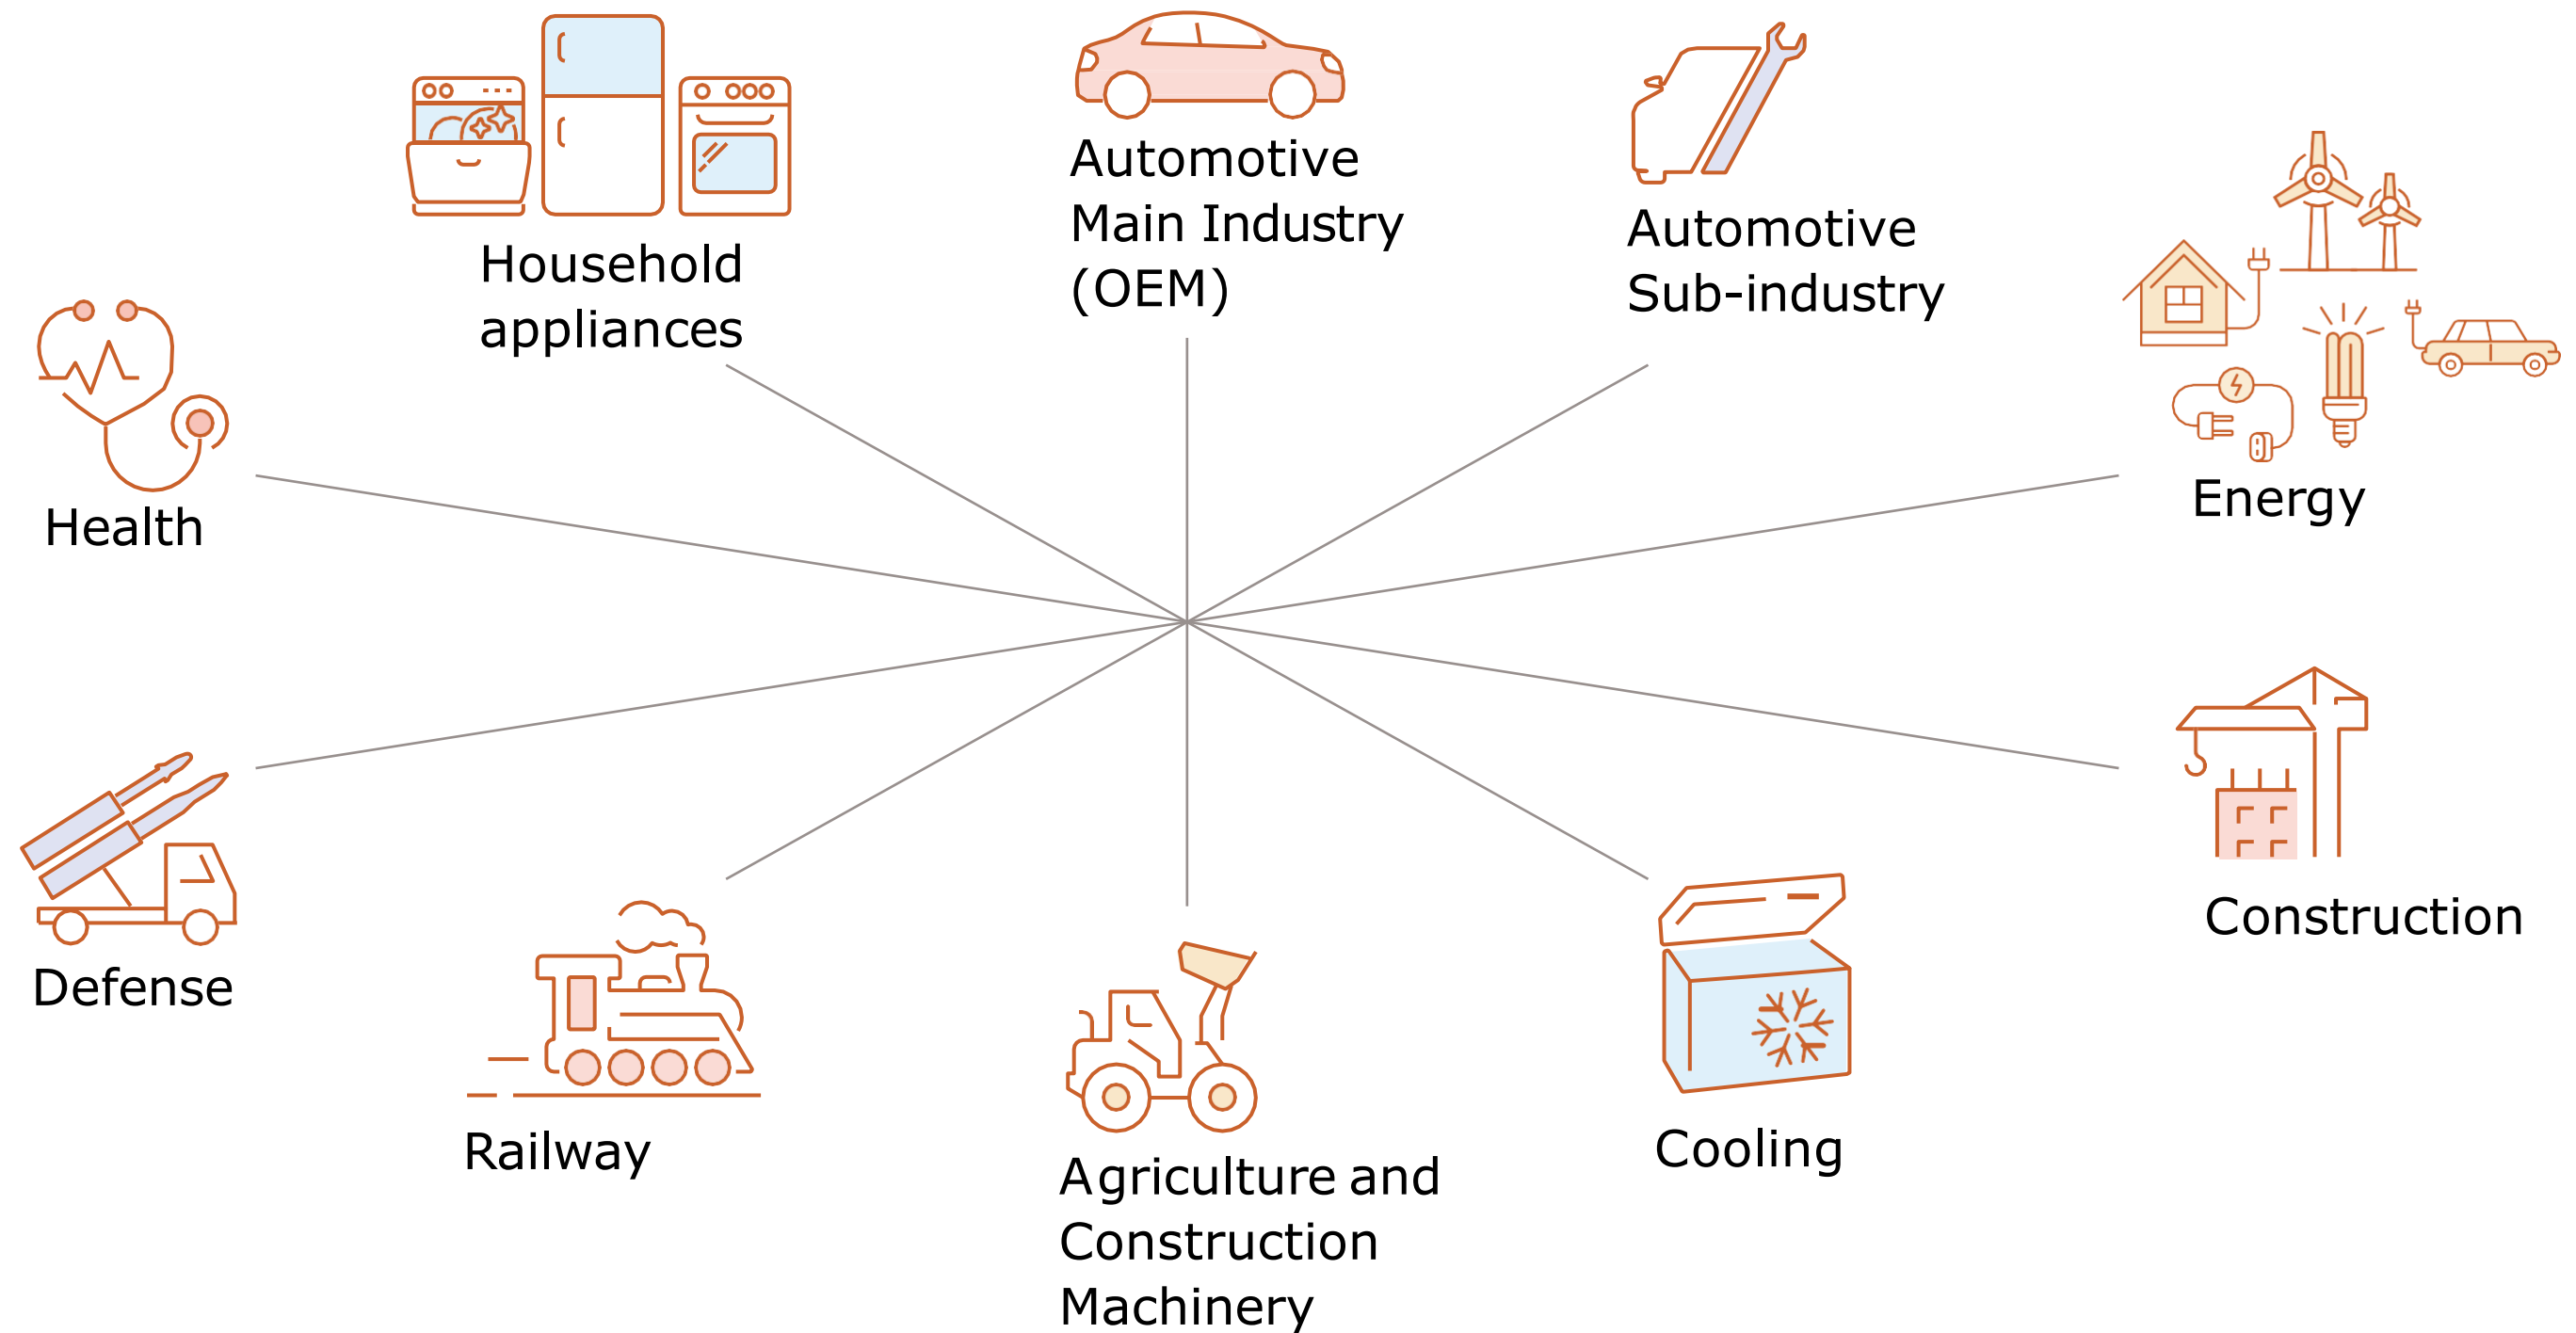 Household
appliances
Automotive
Main Industry
(OEM)
Automotive
Sub-industry
Health
Energy
Defense
Construction
Railway
Agriculture and
Construction
Machinery
Cooling